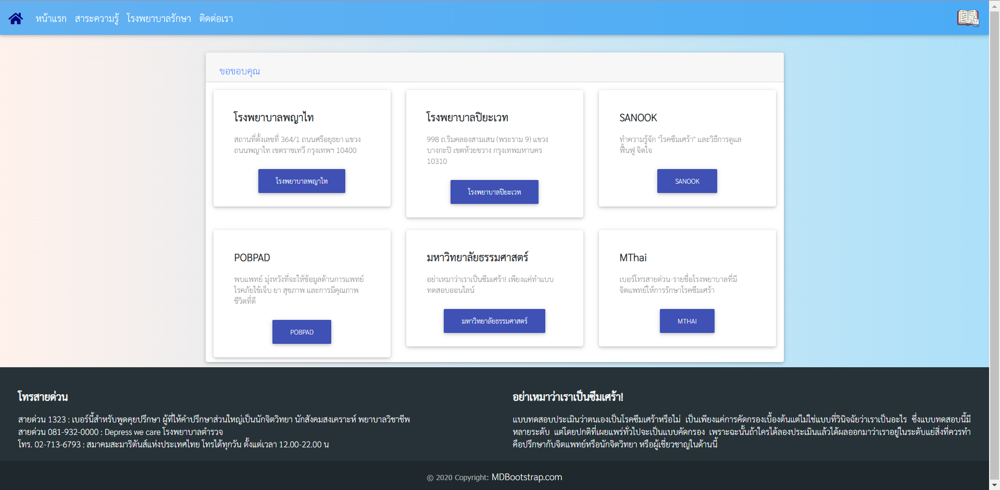 หน้าแรก สาระความรู้ โรงพยาบาลรักษา ติดต่อเรา
ขอขอบคุณ
โรงพยาบาลพญาไท
สถานที่ตั้งเลขที่ 364/1 ถนนศรีอยุธยา แขวง
ถนนพญาไท เขตราชเทวี กรุงเทพฯ 10400
โรงพยาบาลพญาไท
โรงพยาบาลปิยะเวท
998 ถ.ริมคลองสามเสน (พระราม 9) แขวง
บางกะปิ เขตห้วยขวาง กรุงเทพมหานคร
10310
โรงพยาบาลปิยะเวท
SANOOK
ทำความรู้จัก "โรคซึมเศร้า" และวิธีการดูแล
ฟื้นฟู จิตใจ
SANOOK
POBPAD
พบแพทย์ มุ่งหวังที่จะให้ข้อมูลด้านการแพทย์
โรคภัยไข้เจ็บ ยา สุขภาพ และการมีคุณภาพ
ชีวิตที่ดี
POBPAD
มหาวิทยาลัยธรรมศาสตร์
อย่าเหมาว่าเราเป็นซึมเศร้า! เพียงแค่ทำแบบ
ทดสอบออนไลน์
มหาวิทยาลัยธรรมศาสตร์
MThai
เบอร์โทรสายด่วน-รายชื่อโรงพยาบาลที่มี
จิตแพทย์ให้การรักษาโรคซึมเศร้า
MTHAI
โทรสายด่วน
สายด่วน 1323 : เบอร์นี้สำหรับพูดคุยปรึกษา ผู้ที่ให้คำปรึกษาส่วนใหญ่เป็นนักจิตวิทยา นักสังคมสงเคราะห์ พยาบาลวิชาชีพ
สายด่วน 081-932-0000 : Depress we care โรงพยาบาลตำรวจ
โทร. 02-713-6793 : สมาคมสะมาริตันส์แห่งประเทศไทย โทรได้ทุกวัน ตั้งแต่เวลา 12.00-22.00 น
อย่าเหมาว่าเราเป็นซึมเศร้า!
แบบทดสอบประเมินว่าตนเองเป็นโรคซึมเศร้าหรือไม่ เป็นเพียงแค่การคัดกรองเบื้องต้นแต่ไม่ใช่แบบที่วินิจฉัยว่าเราเป็นอะไร ซึ่งแบบทดสอบนี้มี
หลายระดับ แต่โดยปกติที่เผยแพร่ทั่วไปจะเป็นแบบคัดกรอง เพราะฉะนั้นถ้าใครได้ลองประเมินแล้วได้ผลออกมาว่าเราอยู่ในระดับแย่สิ่งที่ควรทำ
คือปรึกษากับจิตแพทย์หรือนักจิตวิทยา หรือผู้เชี่ยวชาญในด้านนี้
© 2020 Copyright: MDBootstrap.com